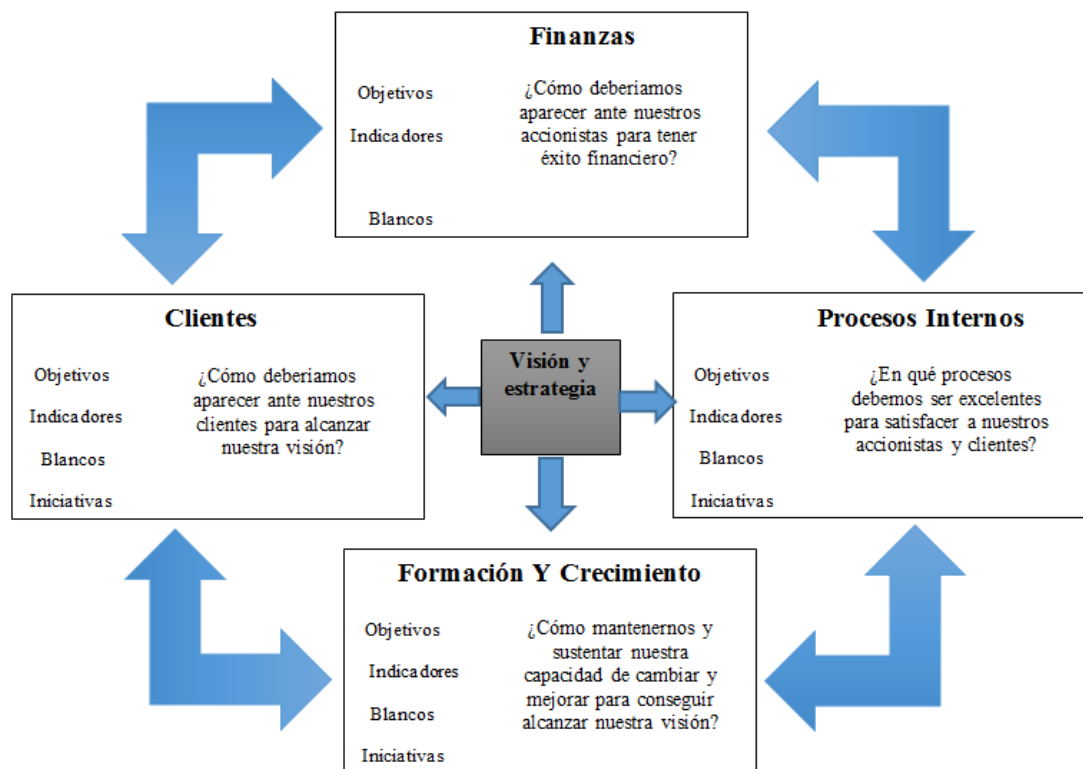 Finanzas
Objetivos
Indicadores
Blancos
¿Cómo deberiamos
aparecer ante nuestros
accionistas para tener
éxito financiero?
Clientes
Objetivos
Indicadores
Blancos
Iniciativas
¿Cómo deberiamos
aparecer ante nuestros
clientes para alcanzar
nuestra visión?
Visión y
estrategia
Procesos Internos
Objetivos
Indicadores
Blancos
Iniciativas
¿En qué procesos
debemos ser excelentes
para satisfacer a nuestros
accionistas y clientes?
Formación Y Crecimiento
Objetivos
Indicadores
Blancos
Iniciativas
¿Cómo mantenernos y
sustentar nuestra
capacidad de cambiar y
mejorar para conseguir
alcanzar nuestra visión?